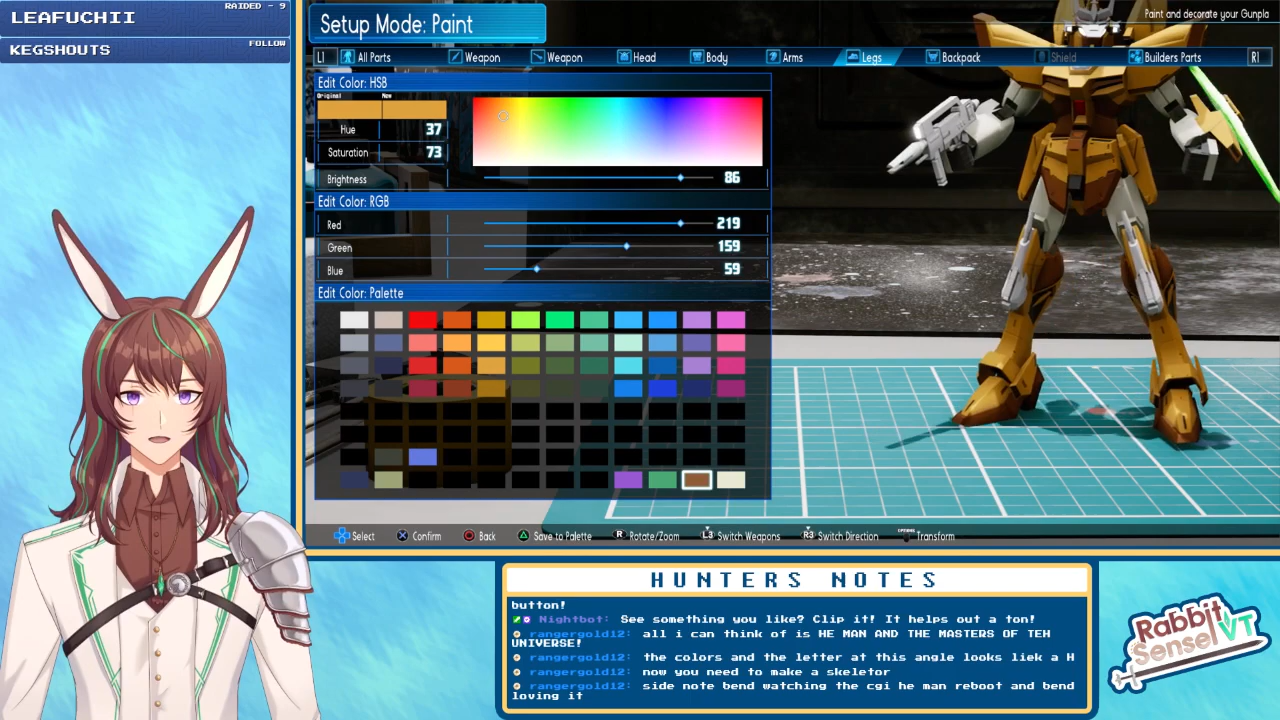 LEAFUCHII
RAIDED - 9
KEGSHOUTS
FOLLOW
Setup Mode: Paint
Paint and decorate your Gunpla
L1
All Parts
Weapon
Weapon
Head
Body
Arms
Legs
Backpack
Shield
Builders Parts
R1
Edit Color: HSB
Original
New
Hue 37
Saturation 73
Brightness 86
Edit Color: RGB
Red 219
Green 159
Blue 59
Edit Color: Palette
Select
Confirm
Back
Save to Palette
R Rotate/Zoom
L3 Switch Weapons
R3 Switch Direction
OPTIONS Transform
HUNTERS NOTES
button!
Nightbot: See something you like? Clip it! It helps out a ton!
rangergold12: all i can think of is HE MAN AND THE MASTERS OF TEH
UNIVERSE!
rangergold12: the colors and the letter at this angle looks liek a H
rangergold12: now you need to make a skeletor
rangergold12: side note bend watching the cgi he man reboot and bend
loving it
Rabbit
SenseiVT